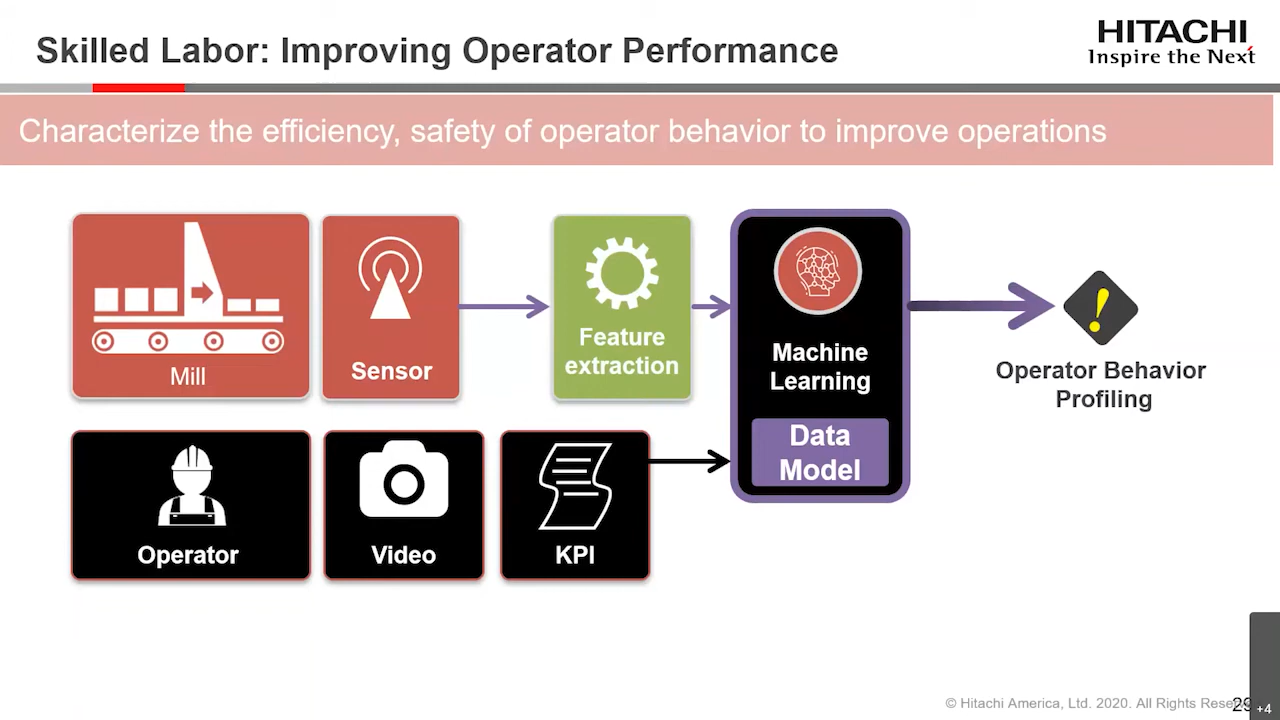 Skilled Labor: Improving Operator Performance
HITACHI
Inspire the Next
Characterize the efficiency, safety of operator behavior to improve operations
Mill
Sensor
Feature
extraction
Machine
Learning
Data
Model
Operator Behavior
Profiling
Operator
Video
KPI
© Hitachi America, Ltd. 2020. All Rights
+4